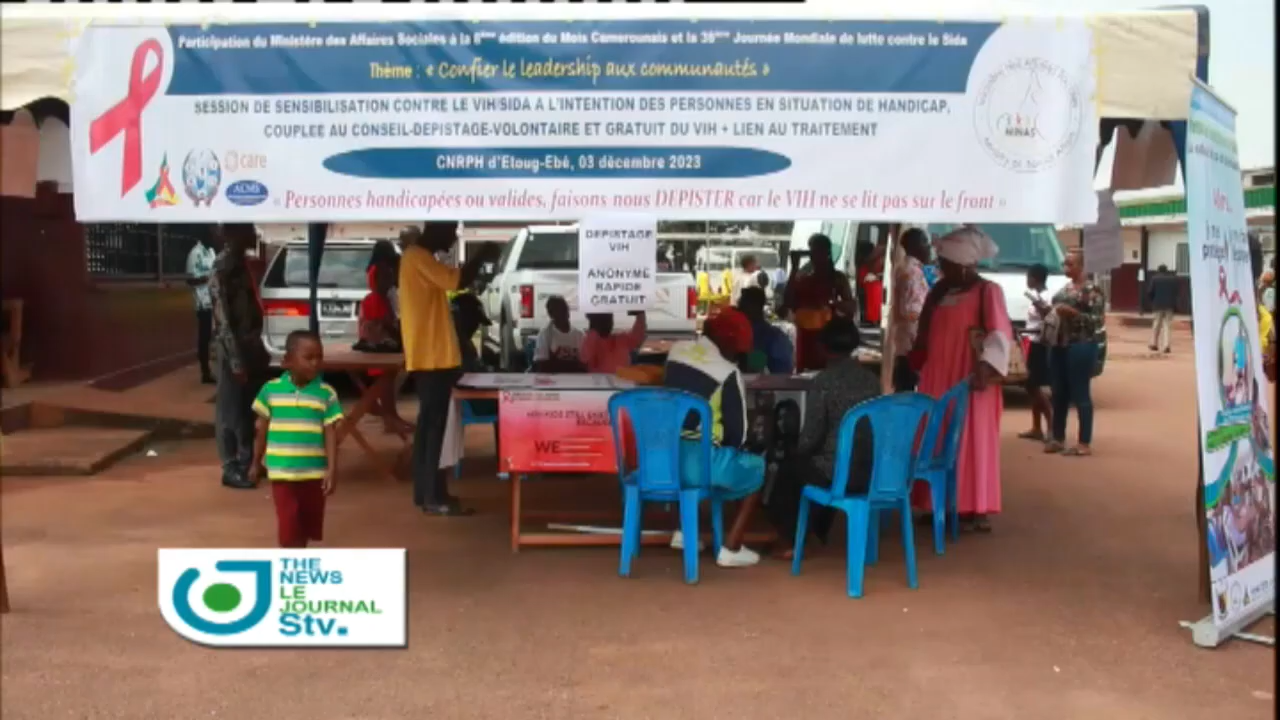 Participation du Ministère des Affaires Sociales à la 8ème édition du Mois Camerounais et la 36ème Journée Mondiale de lutte contre le Sida
Thème : « Confier le leadership aux communautés »
SESSION DE SENSIBILISATION CONTRE LE VIH/SIDA A L'INTENTION DES PERSONNES EN SITUATION DE HANDICAP,
COUPLEE AU CONSEIL-DEPISTAGE-VOLONTAIRE ET GRATUIT DU VIH + LIEN AU TRAITEMENT
CNRPH d'Etoug-Ebé, 03 décembre 2023
« Personnes handicapées ou valides, faisons nous DEPISTER car le VIH ne se lit pas sur le front »
care
ACMS
MINAS
DEPISTAGE
VIH
ANONYME
RAPIDE
GRATUIT
WE
THE
NEWS
LE
JOURNAL
Stv.